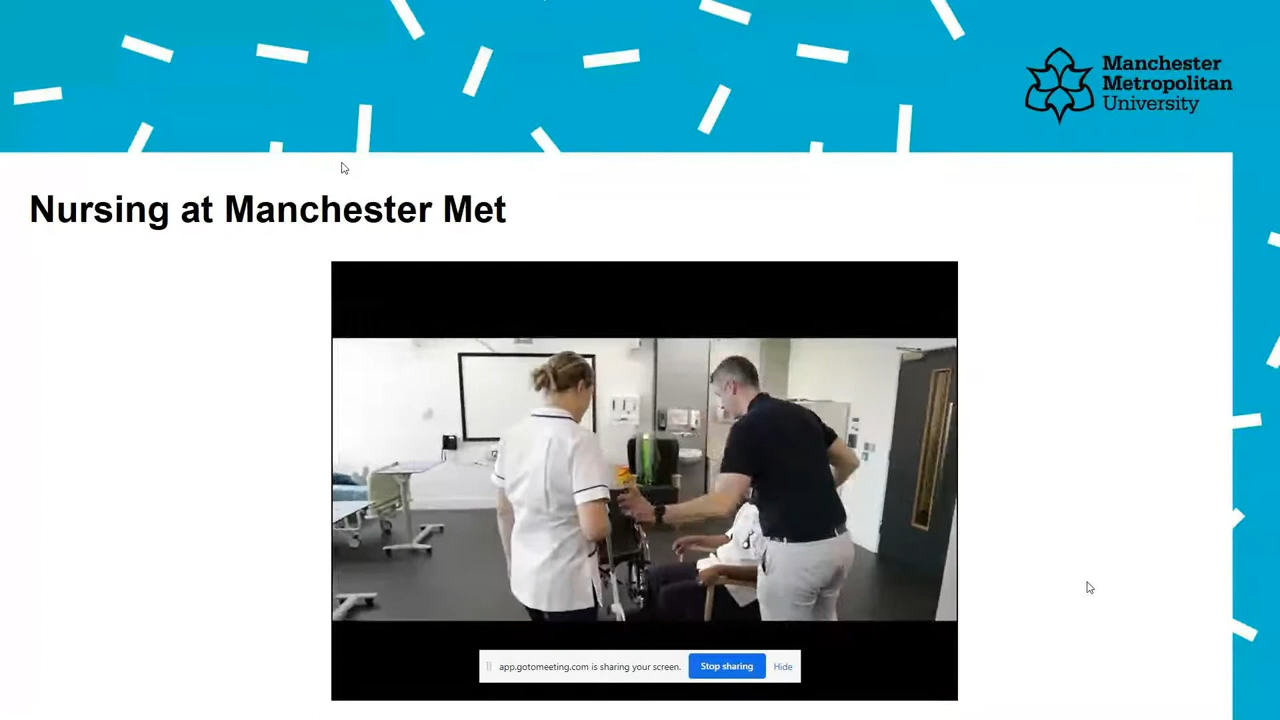 Manchester
Metropolitan
University
Nursing at Manchester Met
app.gotomeeting.com is sharing your screen.
Stop sharing
Hide